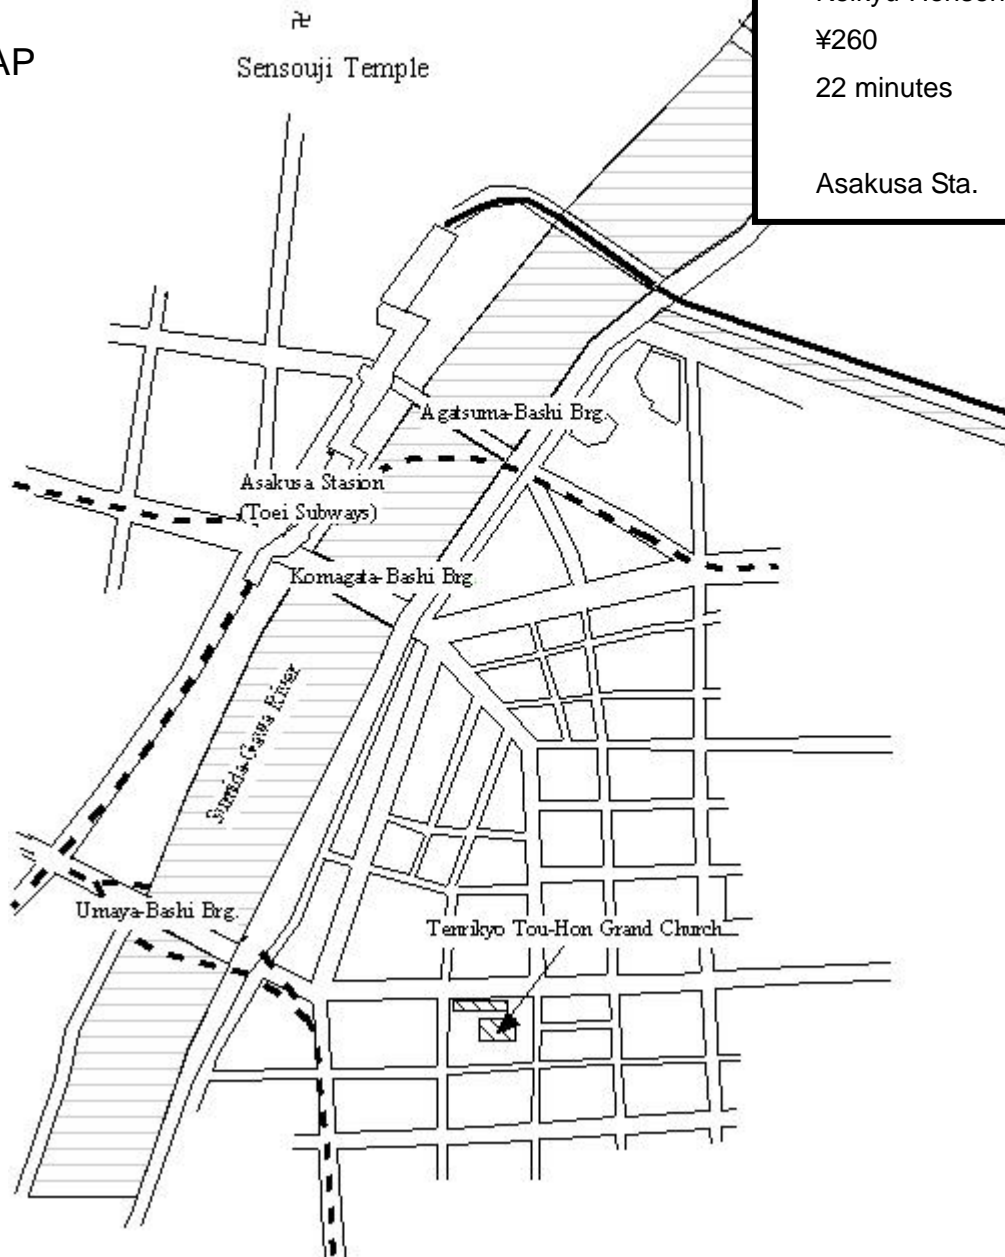 AP
卍
Sensouji Temple
¥260
22 minutes
Asakusa Sta.
Agatsuma-Bashi Brg.
Asakusa Stasion
(Toei Subways)
Komagata-Bashi Brg.
Sumida-Gawa River
Umaya-Bashi Brg.
Tenrikyo Tou-Hon Grand Church